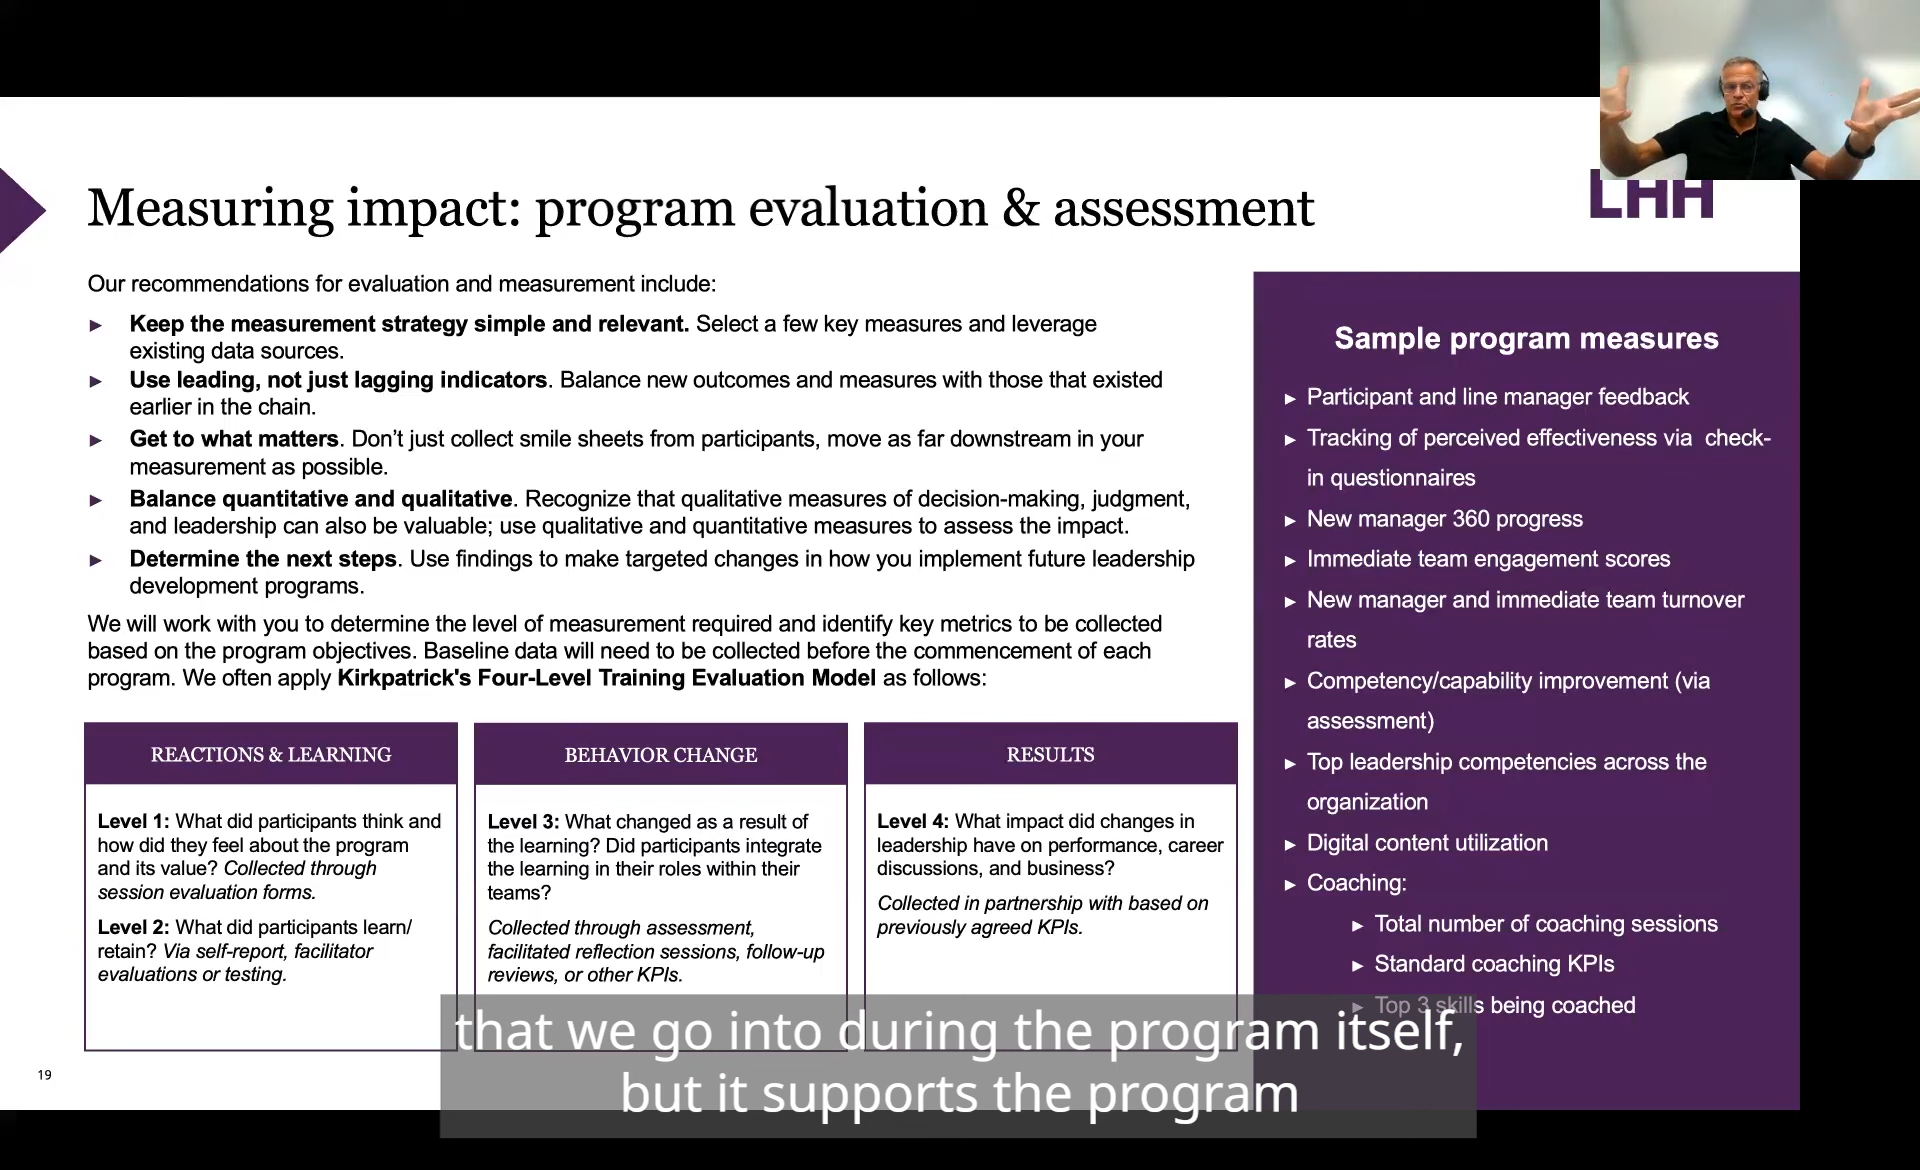 LHH
Measuring impact: program evaluation & assessment
Our recommendations for evaluation and measurement include:
► Keep the measurement strategy simple and relevant. Select a few key measures and leverage
existing data sources.
► Use leading, not just lagging indicators. Balance new outcomes and measures with those that existed
earlier in the chain.
► Get to what matters. Don’t just collect smile sheets from participants, move as far downstream in your
measurement as possible.
► Balance quantitative and qualitative. Recognize that qualitative measures of decision-making, judgment,
and leadership can also be valuable; use qualitative and quantitative measures to assess the impact.
► Determine the next steps. Use findings to make targeted changes in how you implement future leadership
development programs.
We will work with you to determine the level of measurement required and identify key metrics to be collected
based on the program objectives. Baseline data will need to be collected before the commencement of each
program. We often apply Kirkpatrick's Four-Level Training Evaluation Model as follows:
REACTIONS & LEARNING
Level 1: What did participants think and
how did they feel about the program
and its value? Collected through
session evaluation forms.
Level 2: What did participants learn/
retain? Via self-report, facilitator
evaluations or testing.
BEHAVIOR CHANGE
Level 3: What changed as a result of
the learning? Did participants integrate
the learning in their roles within their
teams?
Collected through assessment,
facilitated reflection sessions, follow-up
reviews, or other KPIs.
RESULTS
Level 4: What impact did changes in
leadership have on performance, career
discussions, and business?
Collected in partnership with based on
previously agreed KPIs.
Sample program measures
► Participant and line manager feedback
► Tracking of perceived effectiveness via check-
in questionnaires
► New manager 360 progress
► Immediate team engagement scores
► New manager and immediate team turnover
rates
► Competency/capability improvement (via
assessment)
► Top leadership competencies across the
organization
► Digital content utilization
► Coaching:
► Total number of coaching sessions
► Standard coaching KPIs
► Top 3 skills being coached
that we go into during the program itself,
but it supports the program
19